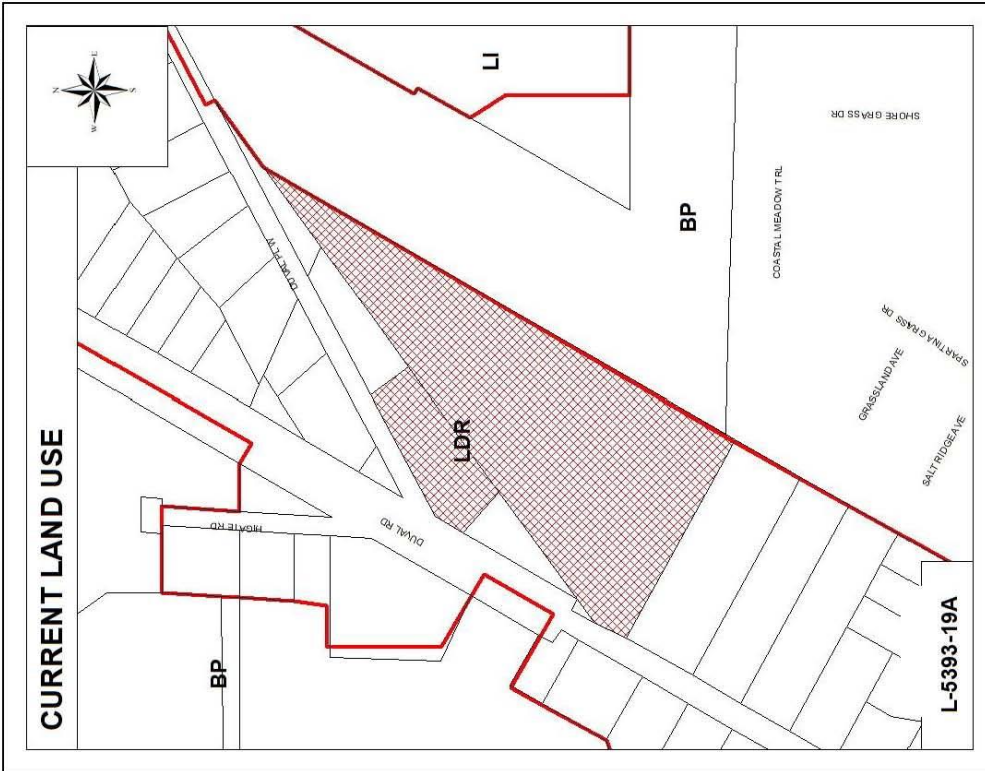 CURRENT LAND USE
N
E
S
W
LI
BP
LDR
BP
DUVAL PL W
HIGATE RD
DUVAL RD
SHORE GRASS DR
COASTAL MEADOW TRL
SPARTINA GRASS DR
GRASSLAND AVE
SALT RIDGE AVE
L-5393-19A